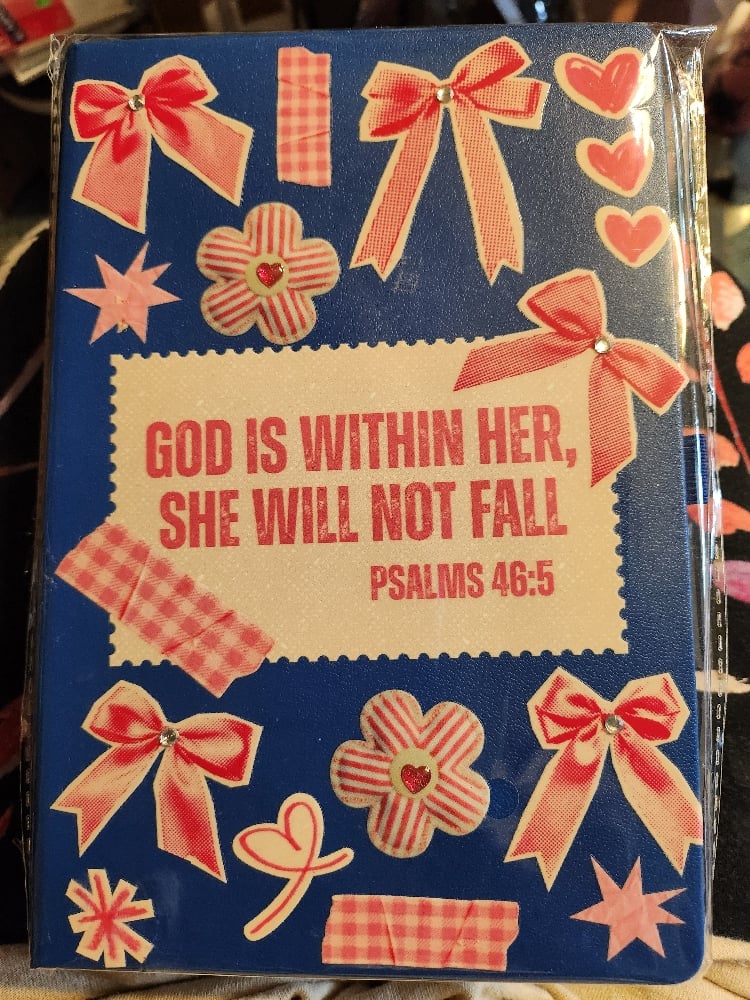 GOD IS WITHIN HER,
SHE WILL NOT FALL
PSALMS 46:5